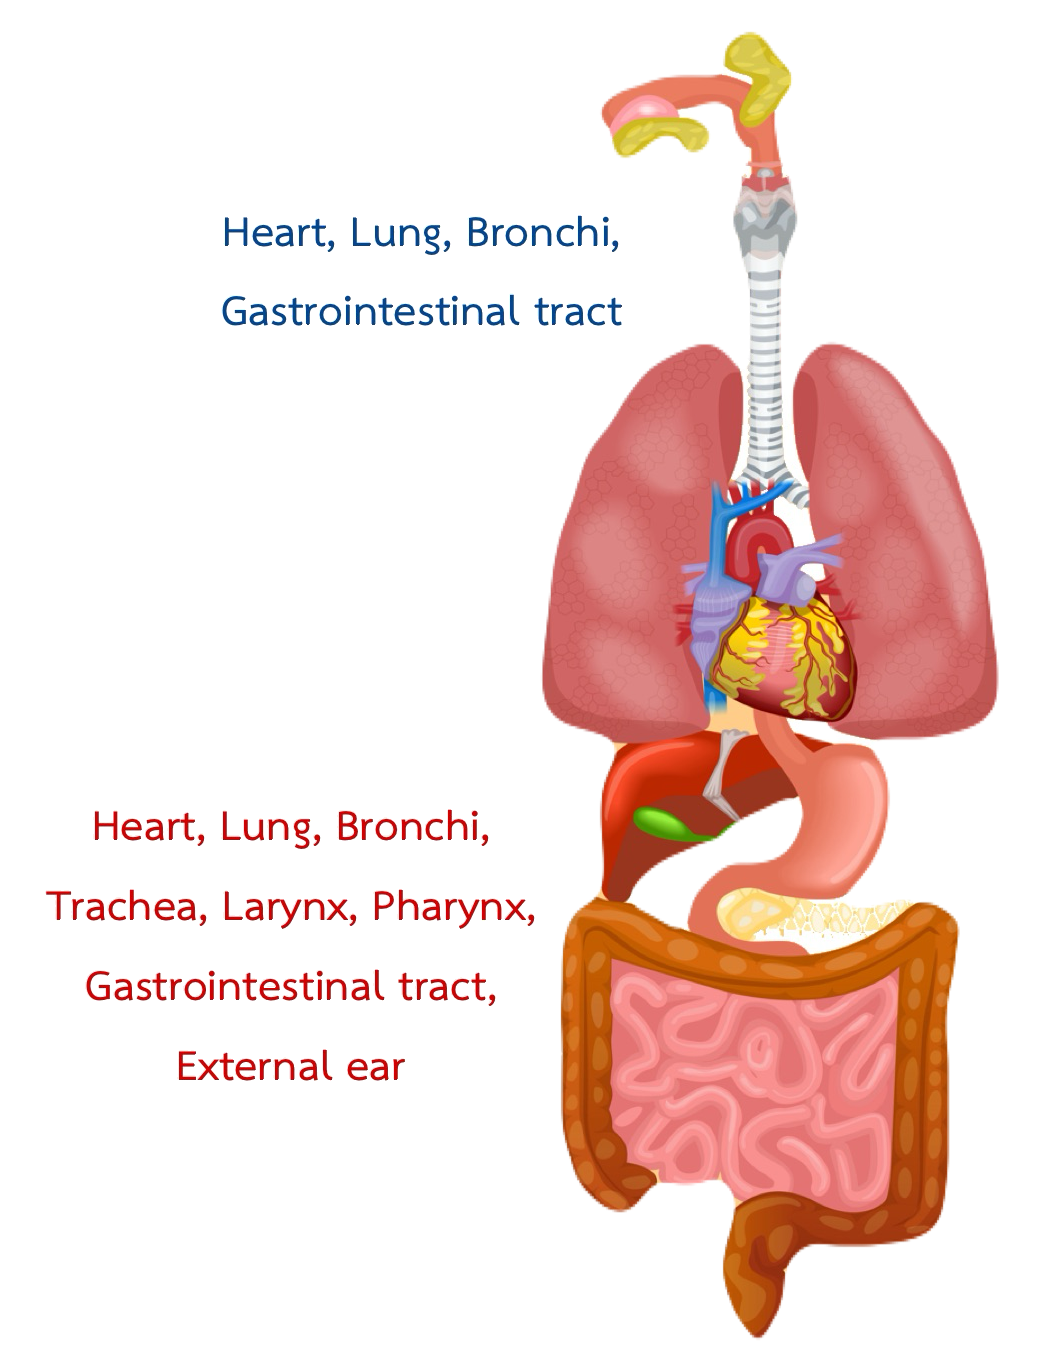 Heart, Lung, Bronchi,
Gastrointestinal tract
Heart, Lung, Bronchi,
Trachea, Larynx, Pharynx,
Gastrointestinal tract,
External ear